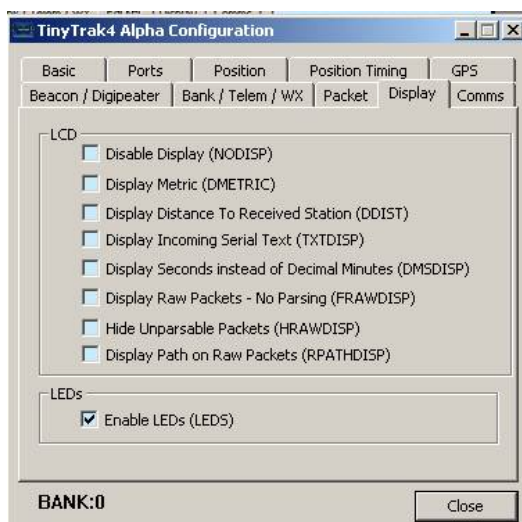 TinyTrak4 Alpha Configuration
Basic Ports Position Position Timing GPS
Beacon / Digipeater Bank / Telem / WX Packet Display Comms
LCD
Disable Display (NODISP)
Display Metric (DMETRIC)
Display Distance To Received Station (DDIST)
Display Incoming Serial Text (TXTDISP)
Display Seconds instead of Decimal Minutes (DMSDISP)
Display Raw Packets - No Parsing (FRAWDISP)
Hide Unparsable Packets (HRAWDISP)
Display Path on Raw Packets (RPATHDISP)
LEDs
Enable LEDs (LEDS)
BANK:0 Close